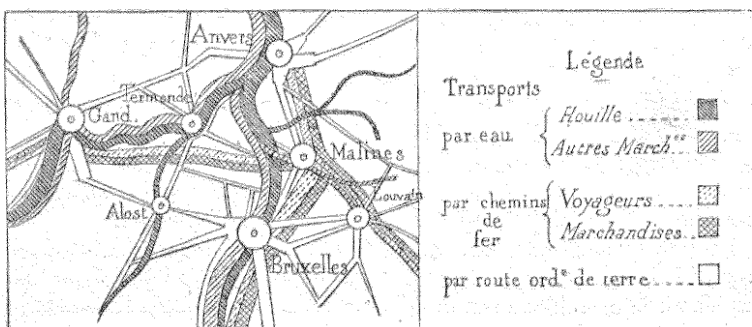 Anvers
Termonde
Gand.
Malines
Louvain
Alost
Bruxelles
Légende
Transports
par eau.
Houille
Autres March.ses
par chemins
de
fer
Voyageurs
Marchandises
par route ord.re de terre